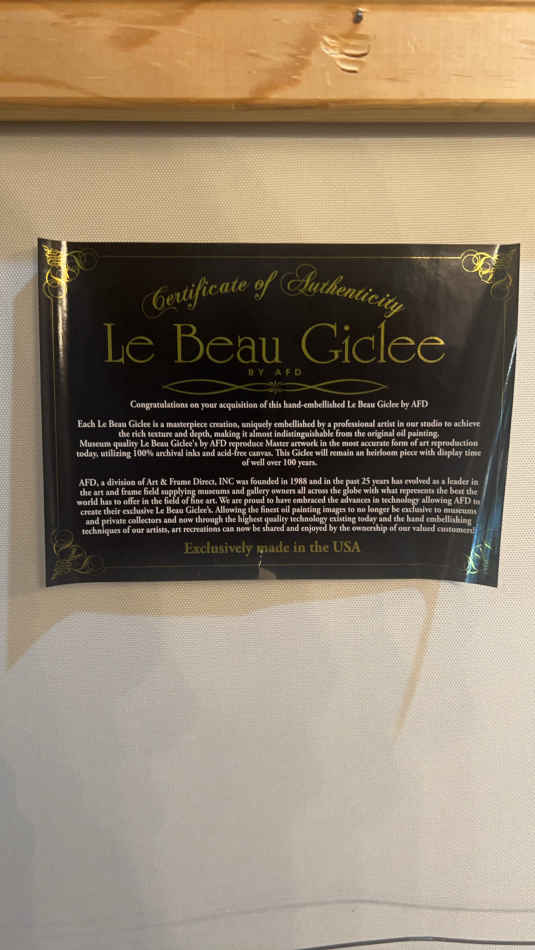 Certificate of Authenticity
Le Beau Giclee
BY AFD
Congratulations on your acquisition of this hand-embellished Le Beau Giclee by AFD
Each Le Beau Giclee is a masterpiece creation, uniquely embellished by a professional artist in our studio to achieve
the rich texture and depth, making it almost indistinguishable from the original oil painting.
Museum quality Le Beau Giclee's by AFD reproduce Master artwork in the most accurate form of art reproduction
today, utilizing 100% archival inks and acid-free canvas. This Giclee will remain an heirloom piece with display time
of well over 100 years.
AFD, a division of Art & Frame Direct, INC was founded in 1988 and in the past 25 years has evolved as a leader in
the art and frame field supplying museums and gallery owners all across the globe with what represents the best the
world has to offer in the field of fine art. We are proud to have embraced the advances in technology allowing AFD to
create their exclusive Le Beau Giclee's. Allowing the finest oil painting images to no longer be exclusive to museums
and private collectors and now through the highest quality technology existing today and the hand embellishing
techniques of our artists, art recreations can now be shared and enjoyed by the ownership of our valued customers!
Exclusively made in the USA